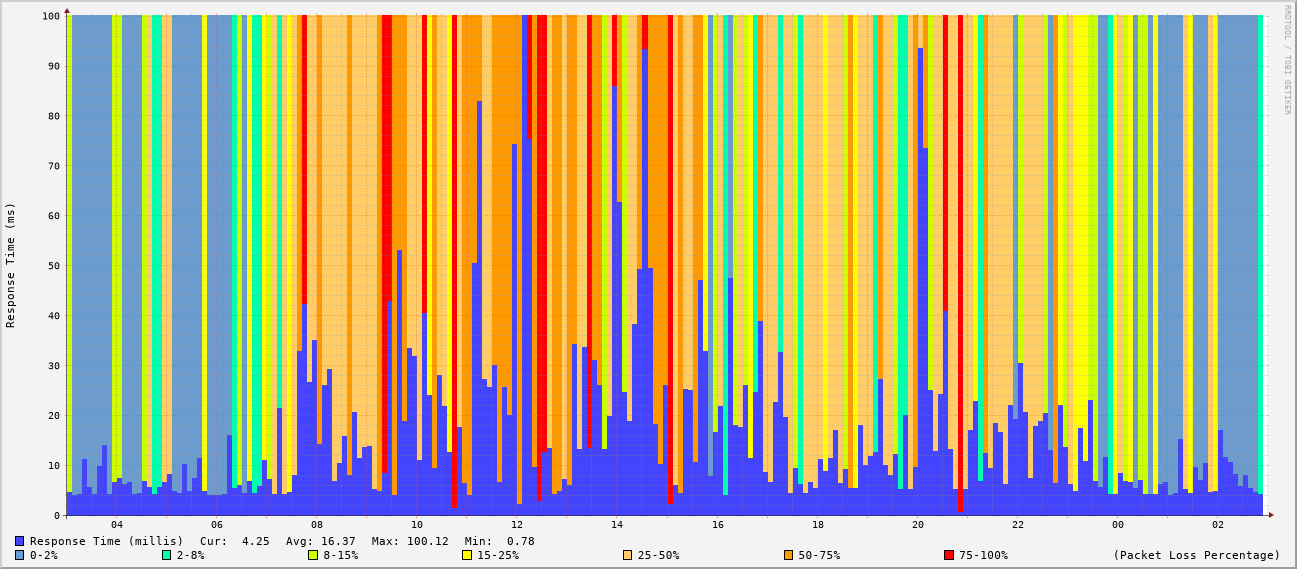 RRDTOOL / TOBI OETIKER
Response Time (ms)
100
90
80
70
60
50
40
30
20
10
0
04 06 08 10 12 14 16 18 20 22 00 02
Response Time (millis) Cur: 4.25 Avg: 16.37 Max: 100.12 Min: 0.78
0-2% 2-8% 8-15% 15-25% 25-50% 50-75% 75-100% (Packet Loss Percentage)